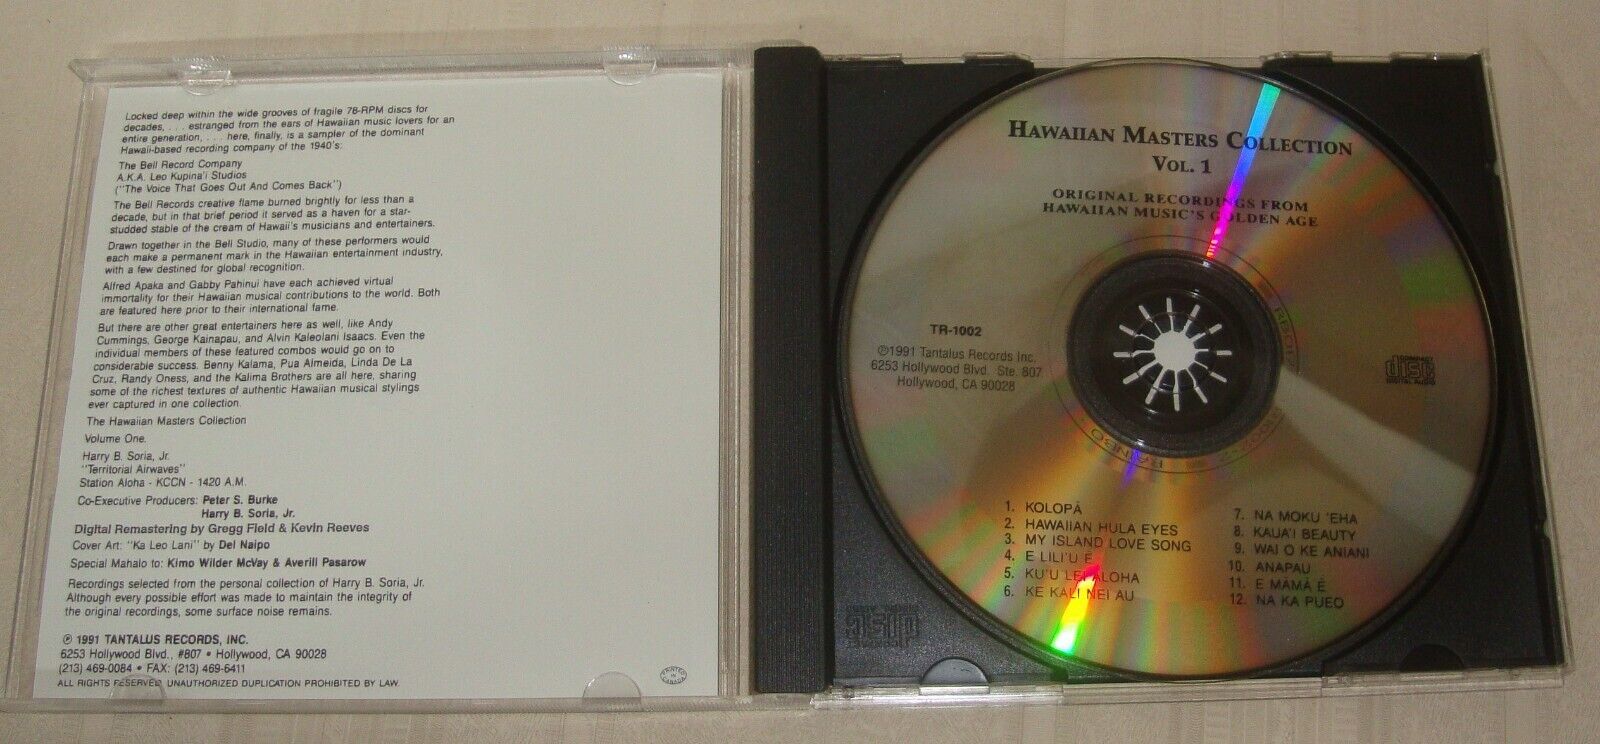 Locked deep within the wide grooves of fragile 78-RPM discs for
decades, . . . estranged from the ears of Hawaiian music lovers for an
entire generation, . . . here, finally, is a sampler of the dominant
Hawaii-based recording company of the 1940's:
The Bell Record Company
A.K.A. Leo Kupina'i Studios
("The Voice That Goes Out And Comes Back")
The Bell Records creative flame burned brightly for less than a
decade, but in that brief period it served as a haven for a star-
studded stable of the cream of Hawaii's musicians and entertainers.
Drawn together in the Bell Studio, many of these performers would
each make a permanent mark in the Hawaiian entertainment industry,
with a few destined for global recognition.
Alfred Apaka and Gabby Pahinui have each achieved virtual
immortality for their Hawaiian musical contributions to the world. Both
are featured here prior to their international fame.
But there are other great entertainers here as well, like Andy
Cummings, George Kainapau, and Alvin Kaleolani Isaacs. Even the
individual members of these featured combos would go on to
considerable success. Benny Kalama, Pua Almeida, Linda De La
Cruz, Randy Oness, and the Kalima Brothers are all here, sharing
some of the richest textures of authentic Hawaiian musical stylings
ever captured in one collection.
The Hawaiian Masters Collection
Volume One.
Harry B. Soria, Jr.
"Territorial Airwaves"
Station Aloha - KCCN - 1420 A.M.
Co-Executive Producers: Peter S. Burke
Harry B. Soria, Jr.
Digital Remastering by Gregg Field & Kevin Reeves
Cover Art: "Ka Leo Lani" by Del Naipo
Special Mahalo to: Kimo Wilder McVay & Averill Pasarow
Recordings selected from the personal collection of Harry B. Soria, Jr.
Although every possible effort was made to maintain the integrity of
the original recordings, some surface noise remains.
℗ 1991 TANTALUS RECORDS, INC.
6253 Hollywood Blvd., #807 • Hollywood, CA 90028
(213) 469-0084 • FAX: (213) 469-6411
ALL RIGHTS RESERVED. UNAUTHORIZED DUPLICATION PROHIBITED BY LAW.
PRINTED IN CANADA
HAWAIIAN MASTERS COLLECTION
VOL. 1
ORIGINAL RECORDINGS FROM
HAWAIIAN MUSIC'S GOLDEN AGE
TR-1002
℗1991 Tantalus Records Inc.
6253 Hollywood Blvd. Ste. 807
Hollywood, CA 90028
COMPACT
disc
DIGITAL AUDIO
1. KOLOPĀ
2. HAWAIIAN HULA EYES
3. MY ISLAND LOVE SONG
4. E LILI'U Ē
5. KU'U LEI ALOHA
6. KE KALI NEI AU
7. NA MOKU 'EHA
8. KAUA'I BEAUTY
9. WAI O KE ANIANI
10. ANAPAU
11. E MAMA Ē
12. NA KA PUEO